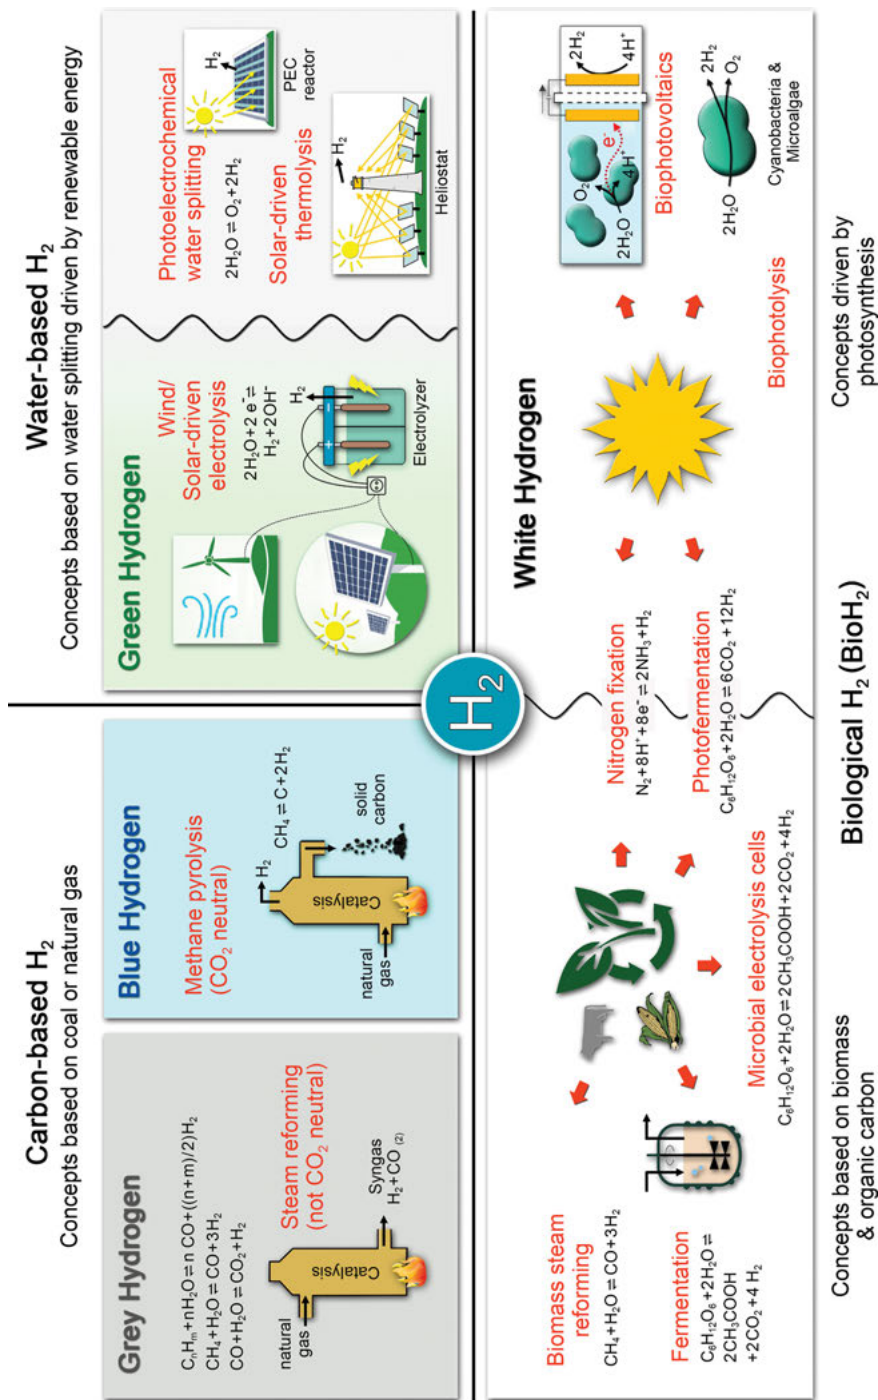 Carbon-based H₂
Concepts based on coal or natural gas
Water-based H₂
Concepts based on water splitting driven by renewable energy
Grey Hydrogen
CₙHₘ+nH₂O⇌n CO+((n+m)/2)H₂
CH₄+H₂O⇌CO+3H₂
CO+H₂O⇌CO₂+H₂
Steam reforming
(not CO₂ neutral)
natural
gas
Catalysis
Syngas
H₂+CO (2)
Blue Hydrogen
Methane pyrolysis
(CO₂ neutral)
H₂
CH₄⇌C+2H₂
natural
gas
Catalysis
solid
carbon
Green Hydrogen
Wind/
Solar-driven
electrolysis
2H₂O+2 e⁻⇌
H₂+2OH⁻
H₂
+
−
Electrolyzer
Photoelectrochemical
water splitting
2H₂O⇌O₂+2H₂
H₂
PEC
reactor
Solar-driven
thermolysis
H₂
Heliostat
H₂
White Hydrogen
Biomass steam
reforming
CH₄+H₂O⇌CO+3H₂
Fermentation
C₆H₁₂O₆+2H₂O⇌
2CH₃COOH
+2CO₂+4 H₂
Microbial electrolysis cells
C₆H₁₂O₆+2H₂O⇌2CH₃COOH+2CO₂+4H₂
Nitrogen fixation
N₂+8H⁺+8e⁻⇌2NH₃+H₂
Photofermentation
C₆H₁₂O₆+2H₂O⇌6CO₂+12H₂
Biophotolysis
O₂
2H₂O
4H⁺
e⁻
2H₂
4H⁺
Biophotovoltaics
2H₂O
2H₂
O₂
Cyanobacteria &
Microalgae
Concepts based on biomass
& organic carbon
Biological H₂ (BioH₂)
Concepts driven by
photosynthesis